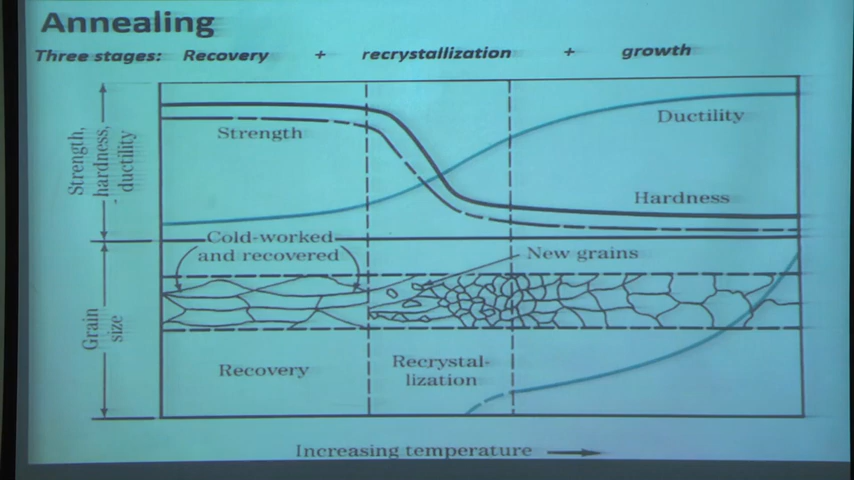 Annealing
Three stages: Recovery + recrystallization + growth
Strength, hardness, ductility
Strength
Ductility
Hardness
Cold-worked
and recovered
New grains
Grain size
Recovery
Recrystal-
lization
Increasing temperature